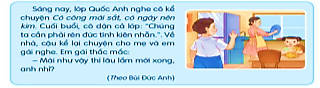 Sáng nay, lớp Quốc Anh nghe cô kể
chuyện Có công mài sắt, có ngày nên
kim. Cuối buổi, cô dặn cả lớp: "Chúng
ta cần phải rèn đức tính kiên nhẫn.". Về
nhà, cậu kể lại chuyện cho mẹ và em
gái nghe. Em gái thắc mắc:
– Mài như vậy thì lâu lắm mới xong,
anh nhỉ?
(Theo Bùi Đức Anh)